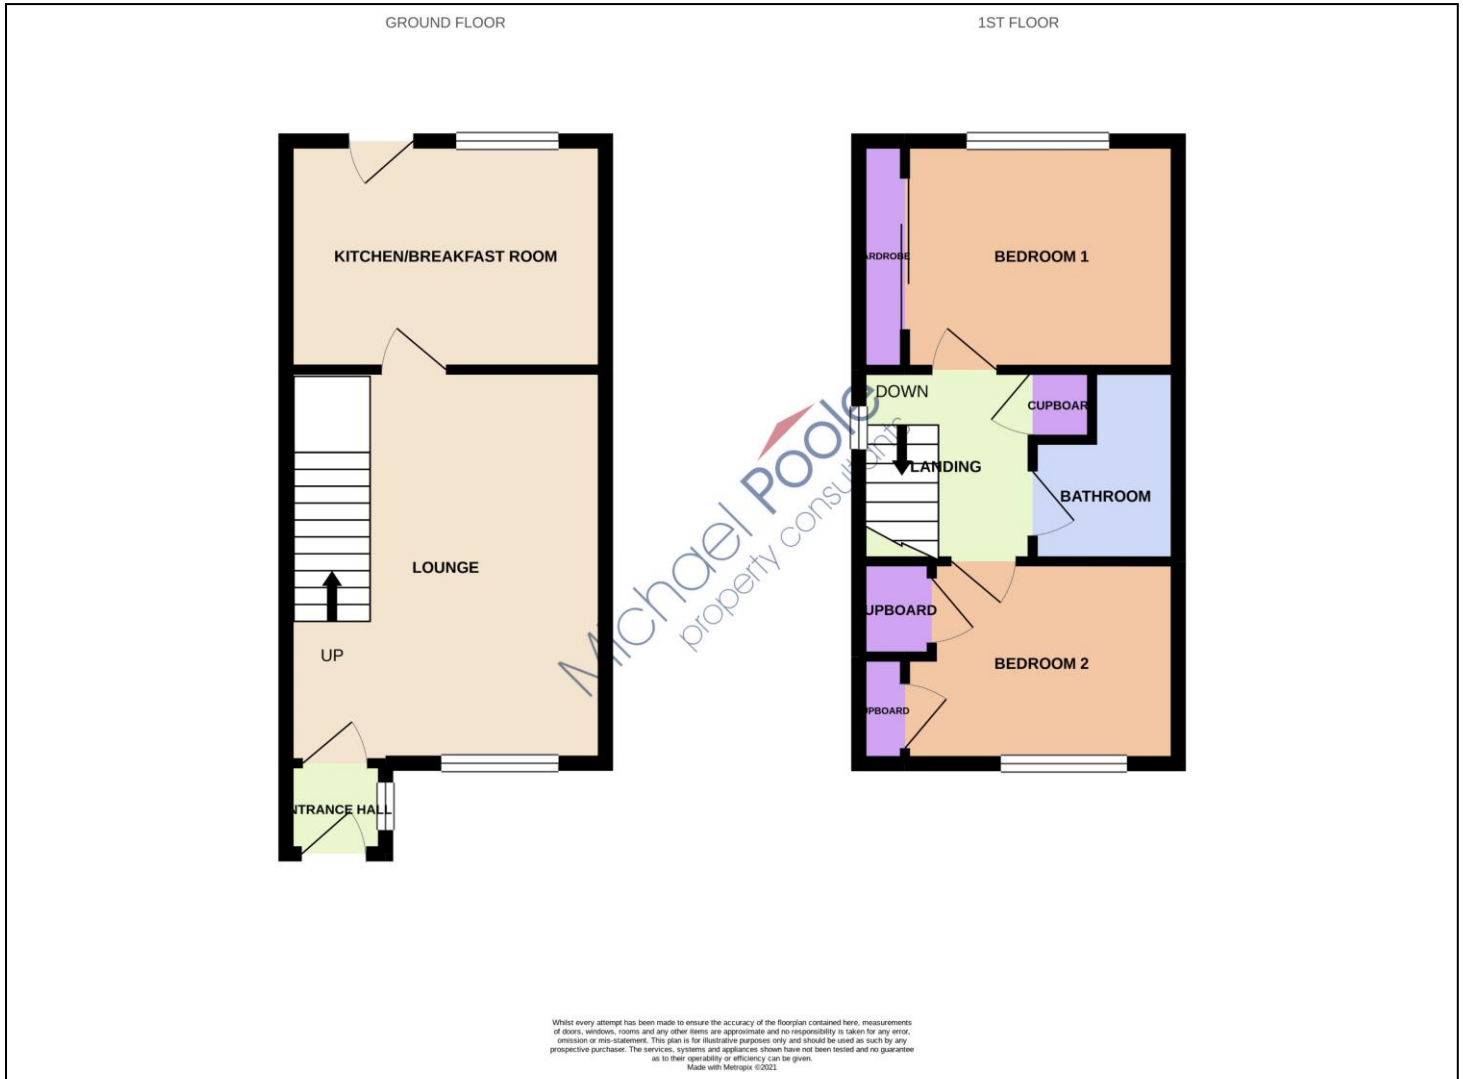 GROUND FLOOR
1ST FLOOR
KITCHEN/BREAKFAST ROOM
LOUNGE
UP
NTRANCE HALL
ARDROBE
BEDROOM 1
DOWN
CUPBOAR
LANDING
BATHROOM
UPBOARD
BEDROOM 2
UPBOARD
Michael Poole
property consultants
Whilst every attempt has been made to ensure the accuracy of the floorplan contained here, measurements
of doors, windows, rooms and any other items are approximate and no responsibility is taken for any error,
omission or mis-statement. This plan is for illustrative purposes only and should be used as such by any
prospective purchaser. The services, systems and appliances shown have not been tested and no guarantee
as to their operability or efficiency can be given.
Made with Metropix ©2021